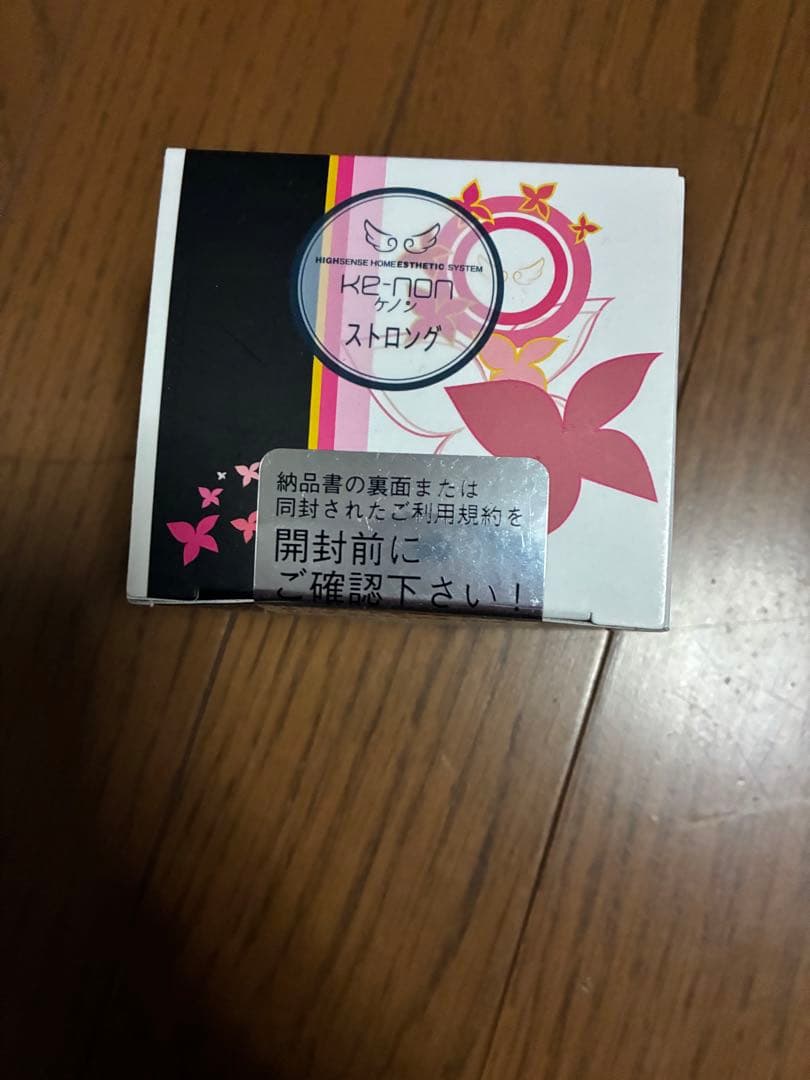 HIGHSENSE HOME ESTHETIC SYSTEM
Ke-non
ケノン
ストロング
納品書の裏面または
同封されたご利用規約を
開封前に
ご確認下さい!